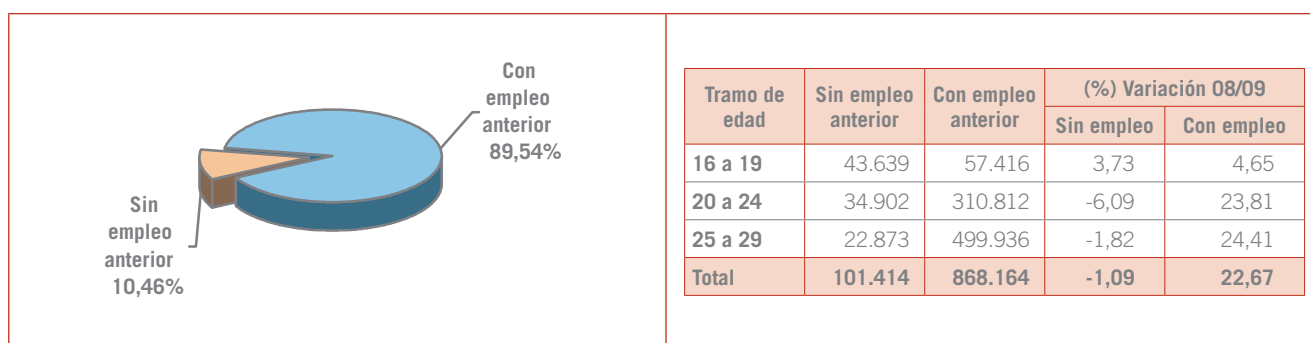 Con
empleo
anterior
89,54%
Sin
empleo
anterior
10,46%
Tramo de edad Sin empleo anterior Con empleo anterior (%) Variación 08/09
Sin empleo Con empleo
16 a 19 43.639 57.416 3,73 4,65
20 a 24 34.902 310.812 -6,09 23,81
25 a 29 22.873 499.936 -1,82 24,41
Total 101.414 868.164 -1,09 22,67